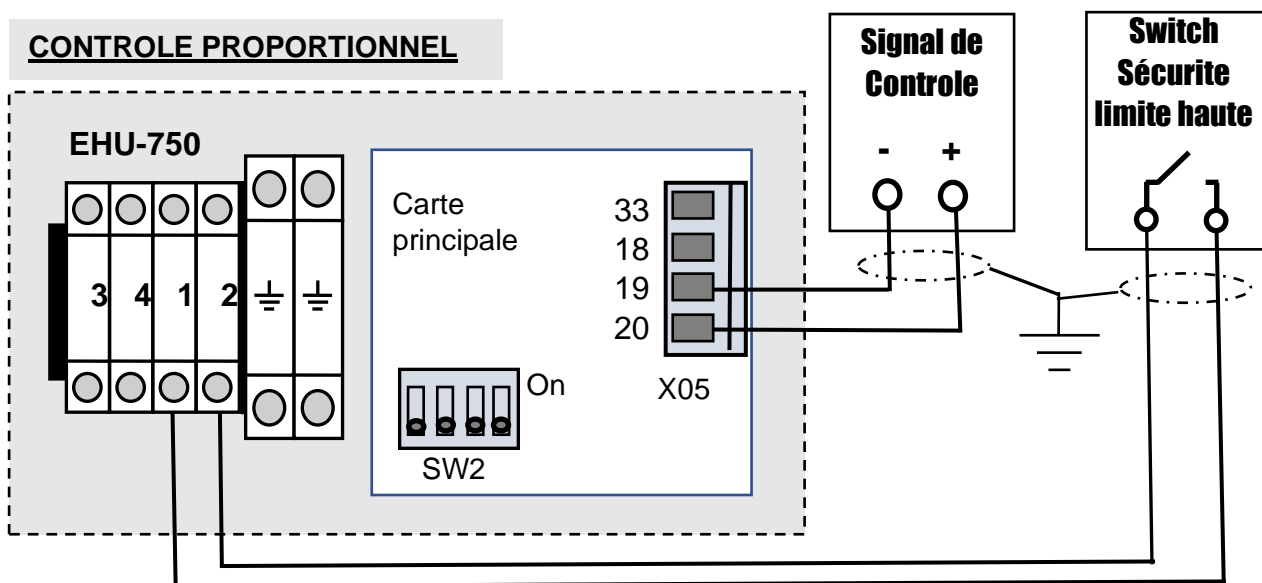 CONTROLE PROPORTIONNEL
Signal de
Controle
- +
Switch
Sécurite
limite haute
EHU-750
3 4 1 2
Carte
principale
33
18
19
20
X05
On
SW2